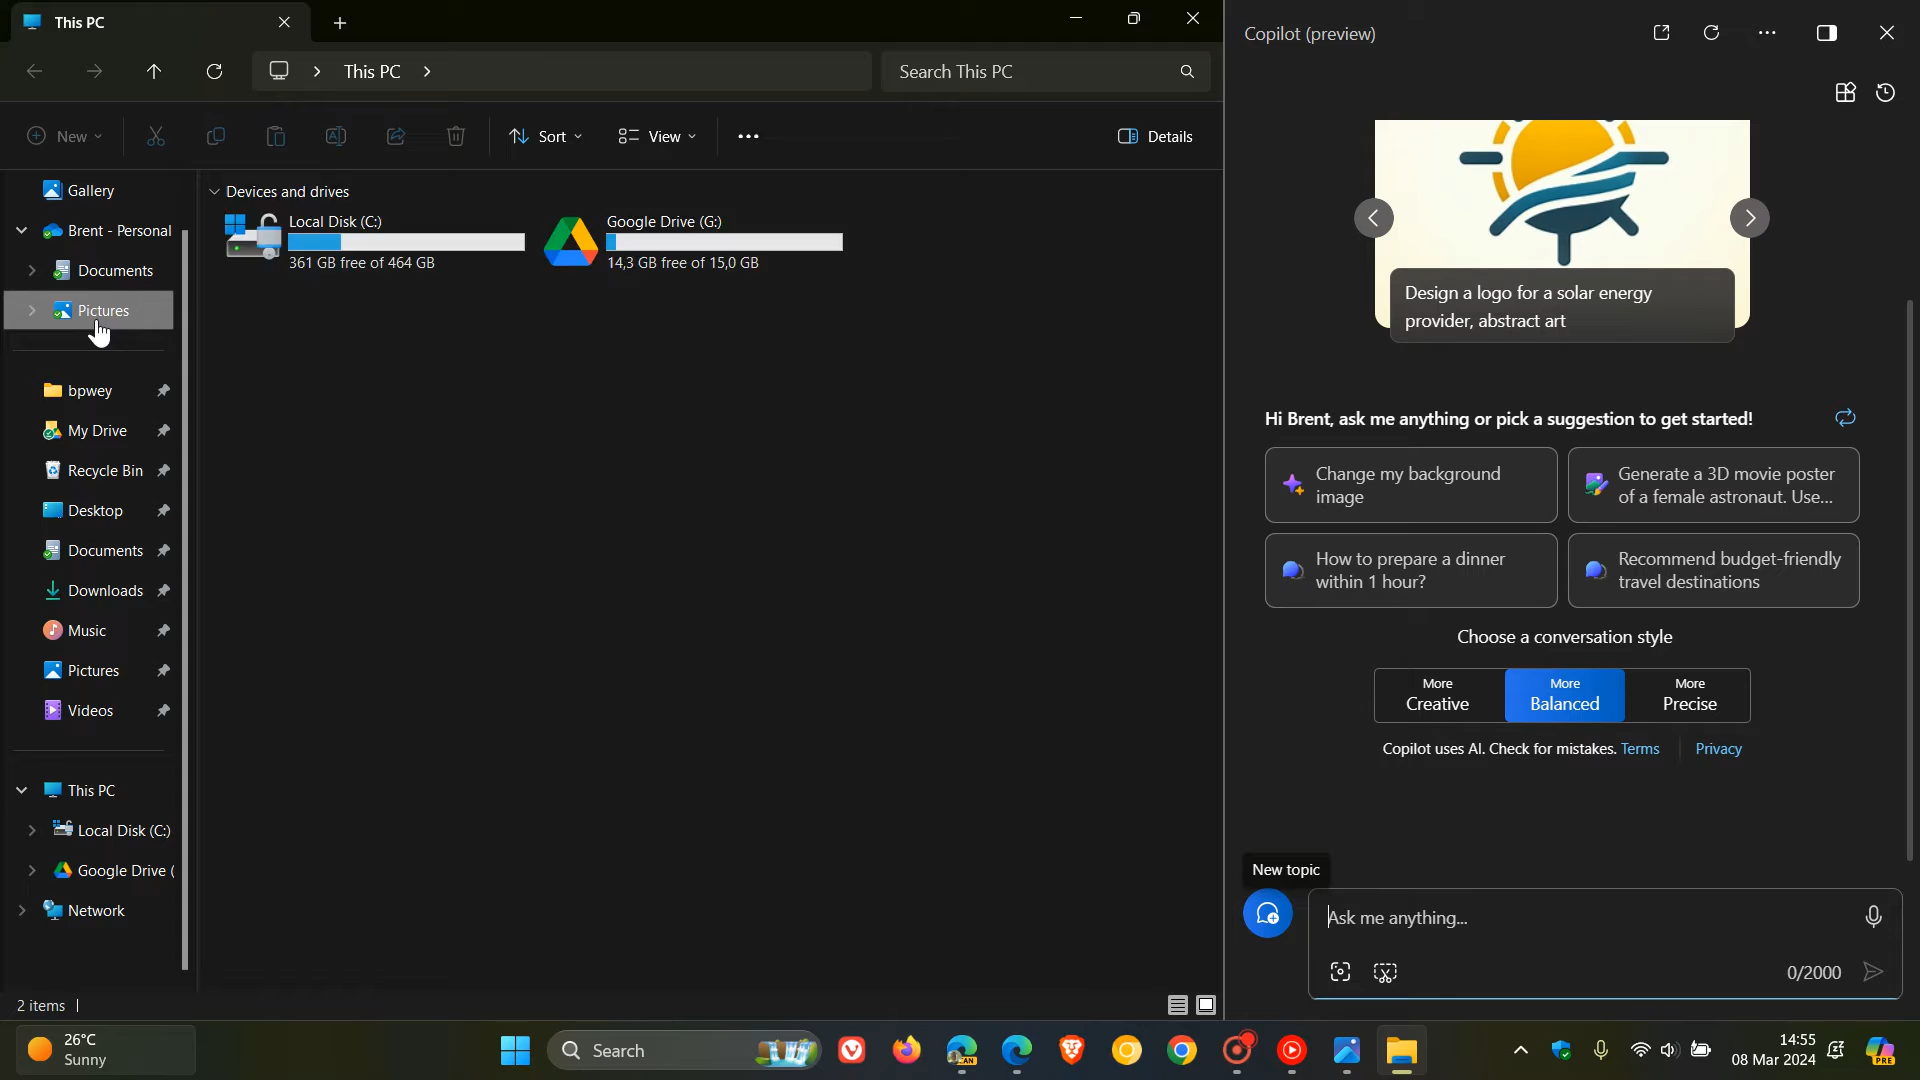 This PC
This PC
Search This PC
New
Sort
View
Details
Gallery
Brent - Personal
Documents
Pictures
bpwey
My Drive
Recycle Bin
Desktop
Documents
Downloads
Music
Pictures
Videos
This PC
Local Disk (C:)
Google Drive (
Network
2 items
Devices and drives
Local Disk (C:)
361 GB free of 464 GB
Google Drive (G:)
14,3 GB free of 15,0 GB
Copilot (preview)
Design a logo for a solar energy
provider, abstract art
Hi Brent, ask me anything or pick a suggestion to get started!
Change my background
image
Generate a 3D movie poster
of a female astronaut. Use...
How to prepare a dinner
within 1 hour?
Recommend budget-friendly
travel destinations
Choose a conversation style
More
Creative
More
Balanced
More
Precise
Copilot uses AI. Check for mistakes. Terms Privacy
New topic
Ask me anything...
0/2000
26°C
Sunny
Search
CAN
14:55
08 Mar 2024
PRE